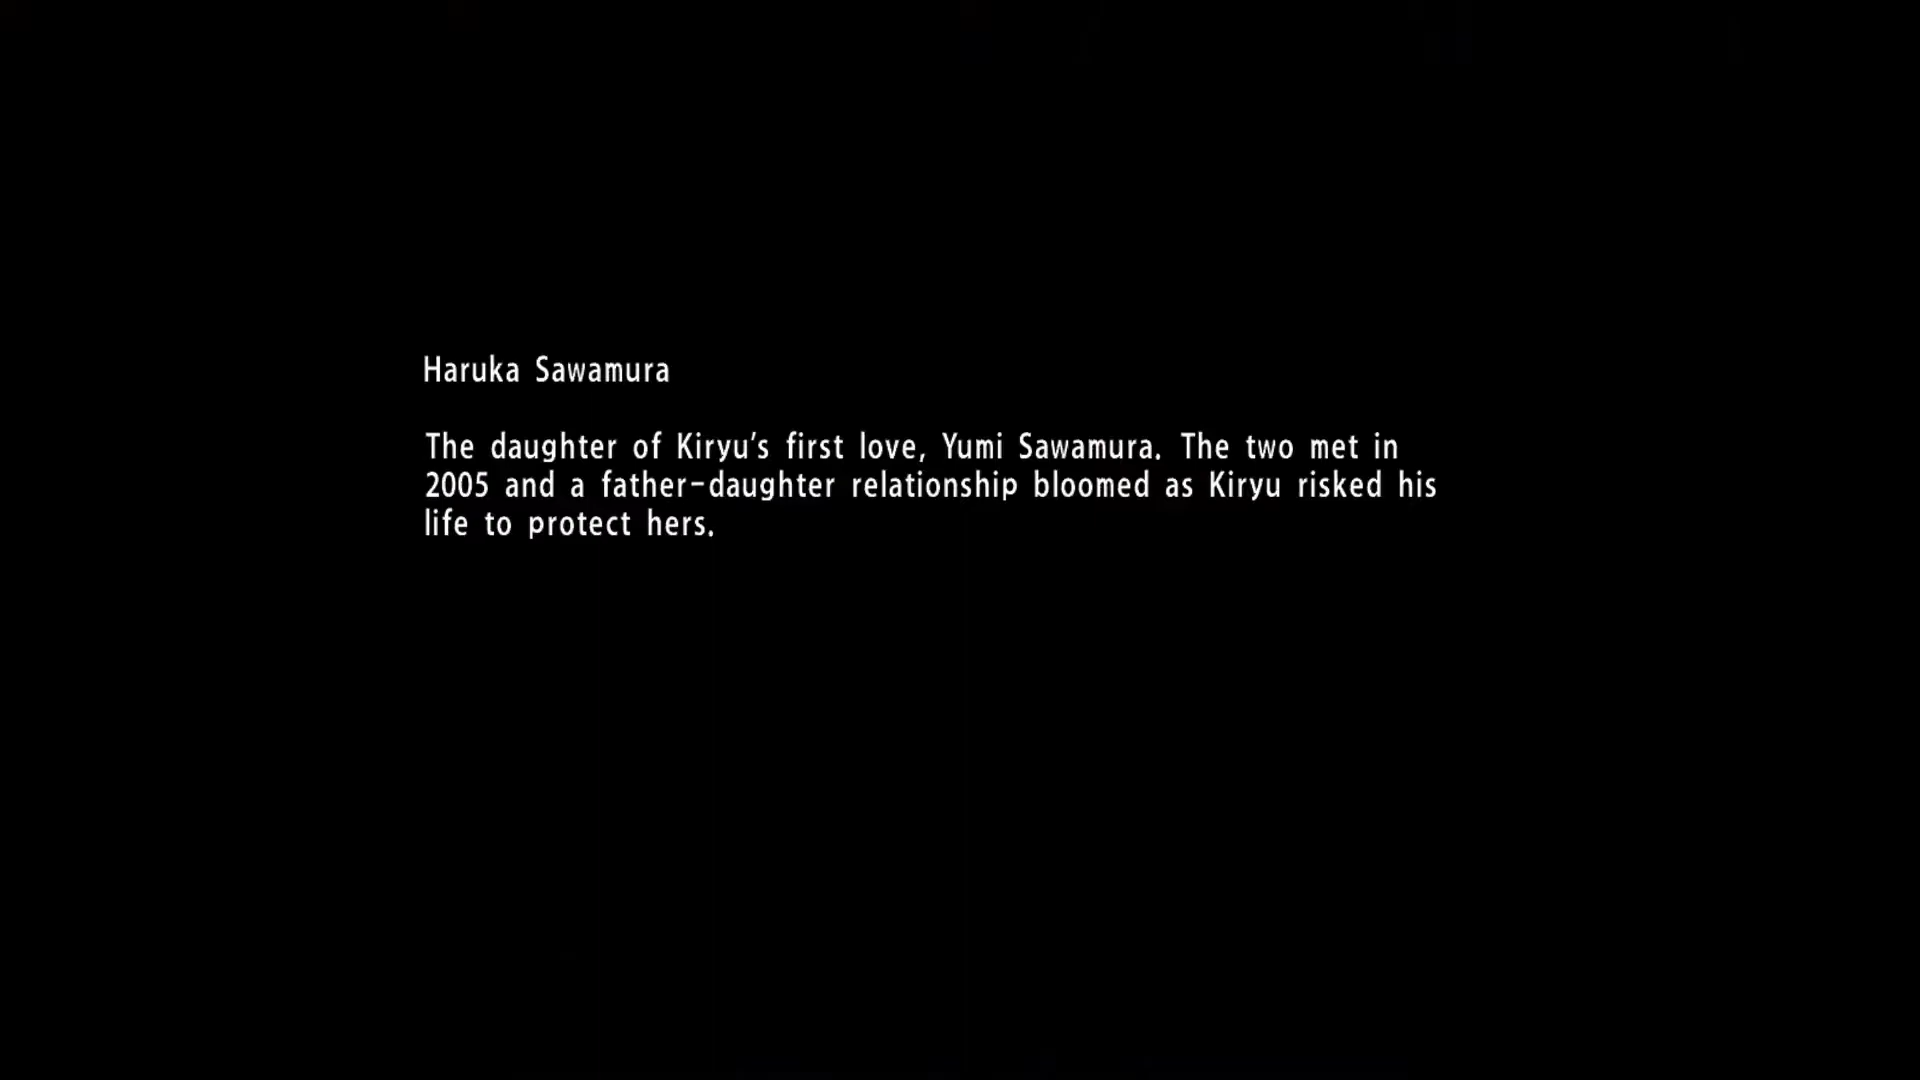 Haruka Sawamura
The daughter of Kiryu's first love, Yumi Sawamura. The two met in
2005 and a father-daughter relationship bloomed as Kiryu risked his
life to protect hers.